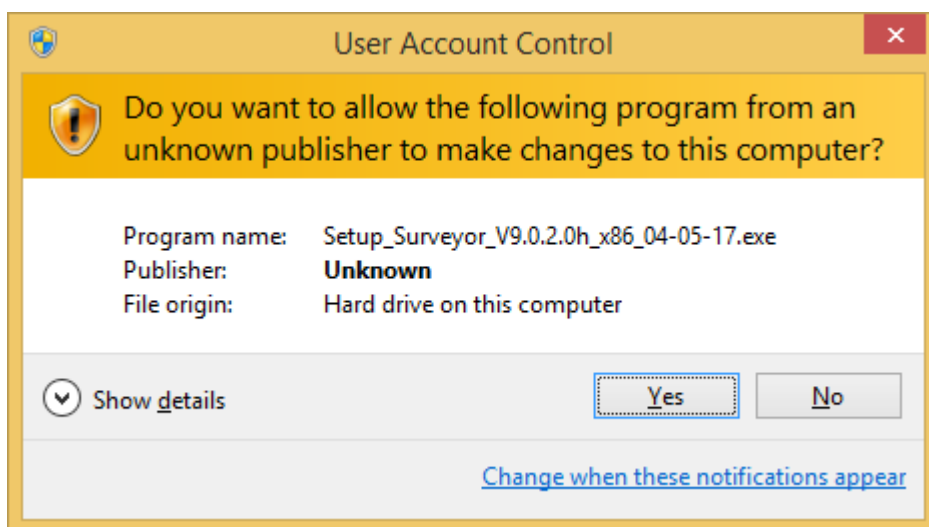 User Account Control
Do you want to allow the following program from an
unknown publisher to make changes to this computer?
Program name: Setup_Surveyor_V9.0.2.0h_x86_04-05-17.exe
Publisher: Unknown
File origin: Hard drive on this computer
Show details
Yes
No
Change when these notifications appear